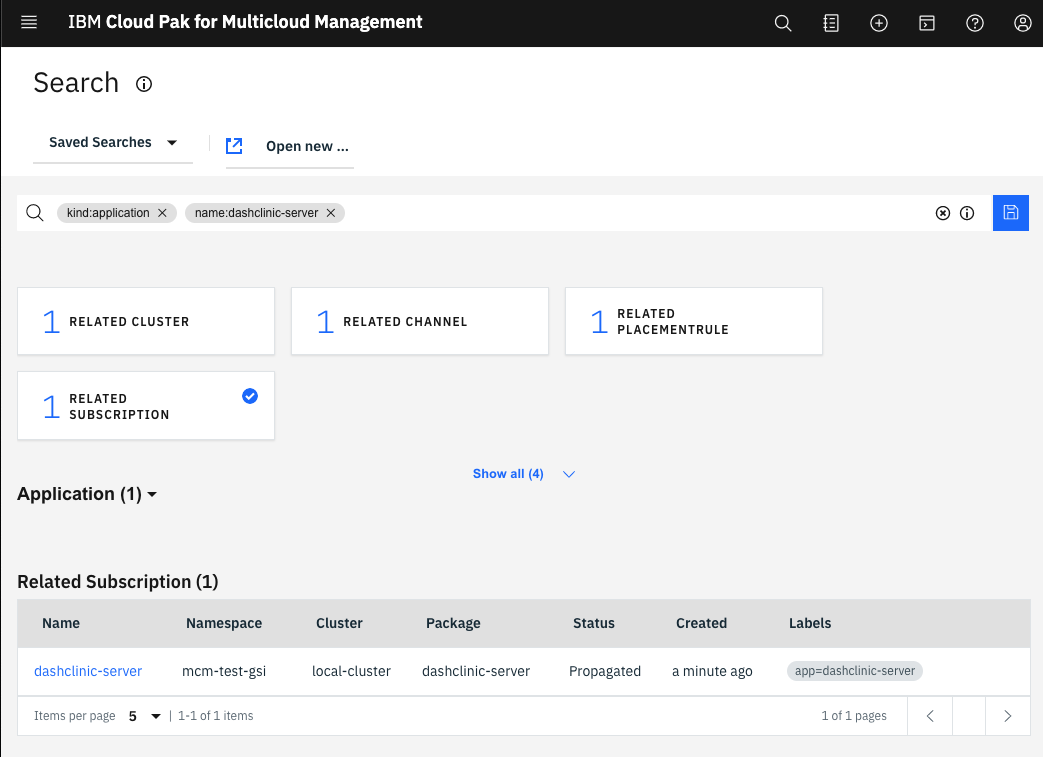 IBM Cloud Pak for Multicloud Management
Search
Saved Searches
Open new ...
kind:application
name:dashclinic-server
1 RELATED CLUSTER
1 RELATED CHANNEL
1 RELATED
PLACEMENTRULE
1 RELATED
SUBSCRIPTION
Show all (4)
Application (1)
Related Subscription (1)
Name Namespace Cluster Package Status Created Labels
dashclinic-server mcm-test-gsi local-cluster dashclinic-server Propagated a minute ago app=dashclinic-server
Items per page 5 | 1-1 of 1 items 1 of 1 pages